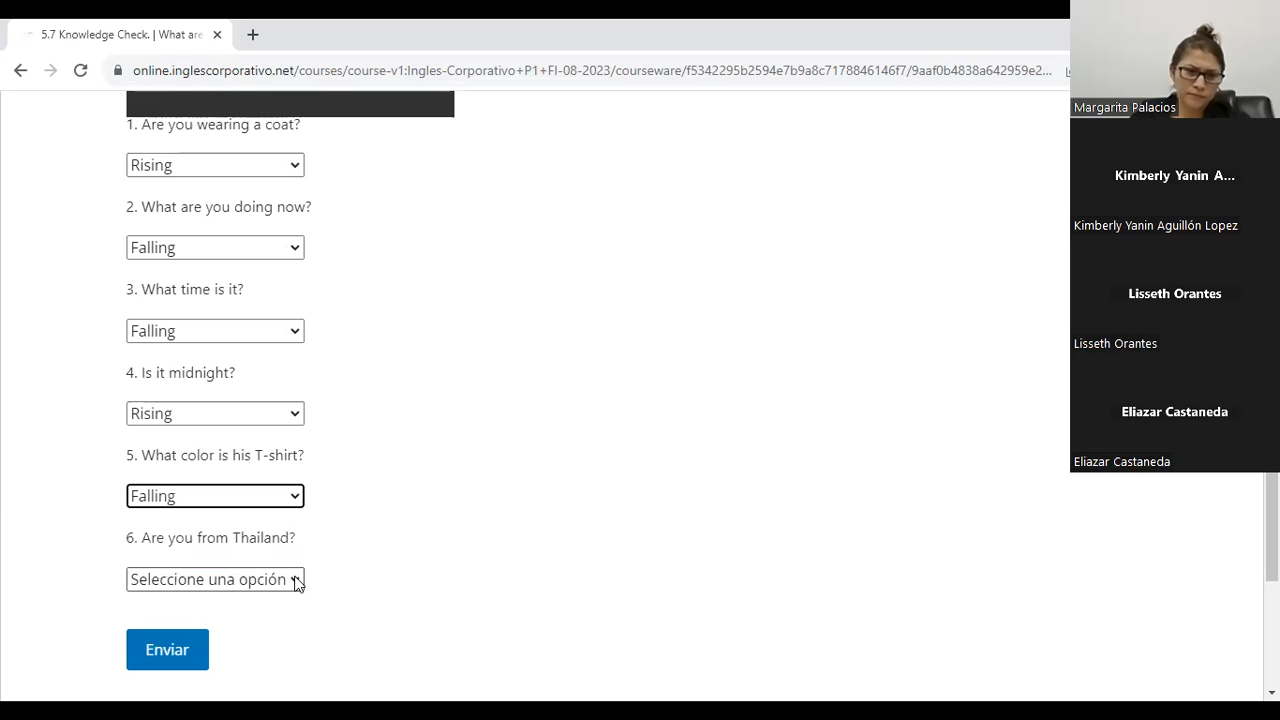 5.7 Knowledge Check. | What are
online.inglescorporativo.net/courses/course-v1:Ingles-Corporativo+P1+FI-08-2023/courseware/f5342295b2594e7b9a8c7178846146f7/9aaf0b4838a642959e2...
1. Are you wearing a coat?
Rising
2. What are you doing now?
Falling
3. What time is it?
Falling
4. Is it midnight?
Rising
5. What color is his T-shirt?
Falling
6. Are you from Thailand?
Seleccione una opción
Enviar
Margarita Palacios
Kimberly Yanin A...
Kimberly Yanin Aguillón Lopez
Lisseth Orantes
Lisseth Orantes
Eliazar Castaneda
Eliazar Castaneda